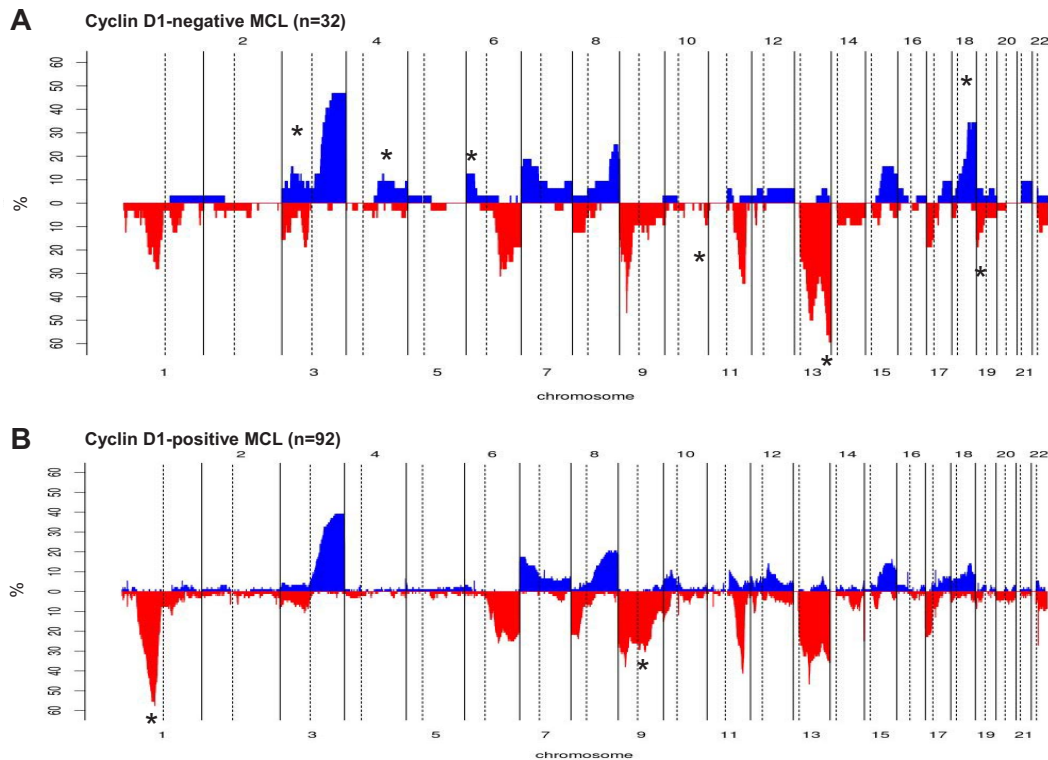 A
Cyclin D1-negative MCL (n=32)
2 4 6 8 10 12 14 16 18 20 22
60
50
40
30
20
10
0
10
20
30
40
50
60
%
* * * * * * *
1 3 5 7 9 11 13 15 17 19 21
chromosome
B
Cyclin D1-positive MCL (n=92)
2 4 6 8 10 12 14 16 18 20 22
60
50
40
30
20
10
0
10
20
30
40
50
60
%
* *
1 3 5 7 9 11 13 15 17 19 21
chromosome